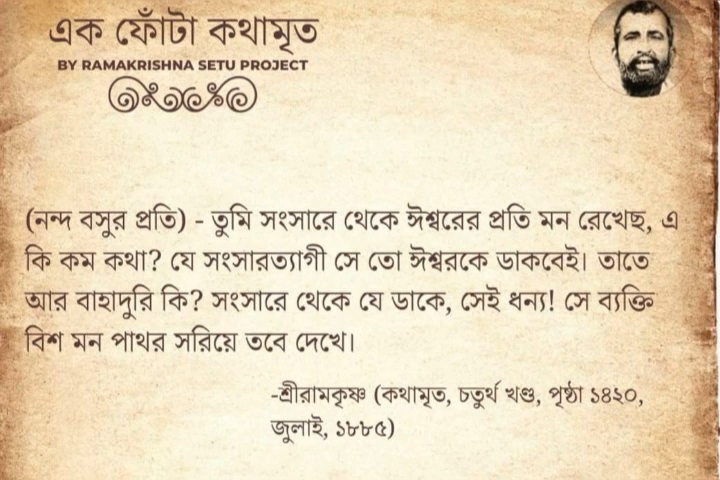 এক ফোঁটা কথামৃত
BY RAMAKRISHNA SETU PROJECT
(নন্দ বসুর প্রতি) - তুমি সংসারে থেকে ঈশ্বরের প্রতি মন রেখেছ, এ
কি কম কথা? যে সংসারত্যাগী সে তো ঈশ্বরকে ডাকবেই। তাতে
আর বাহাদুরি কি? সংসারে থেকে যে ডাকে, সেই ধন্য! সে ব্যক্তি
বিশ মন পাথর সরিয়ে তবে দেখে।
-শ্রীরামকৃষ্ণ (কথামৃত, চতুর্থ খণ্ড, পৃষ্ঠা ১৪২০,
জুলাই, ১৮৮৫)